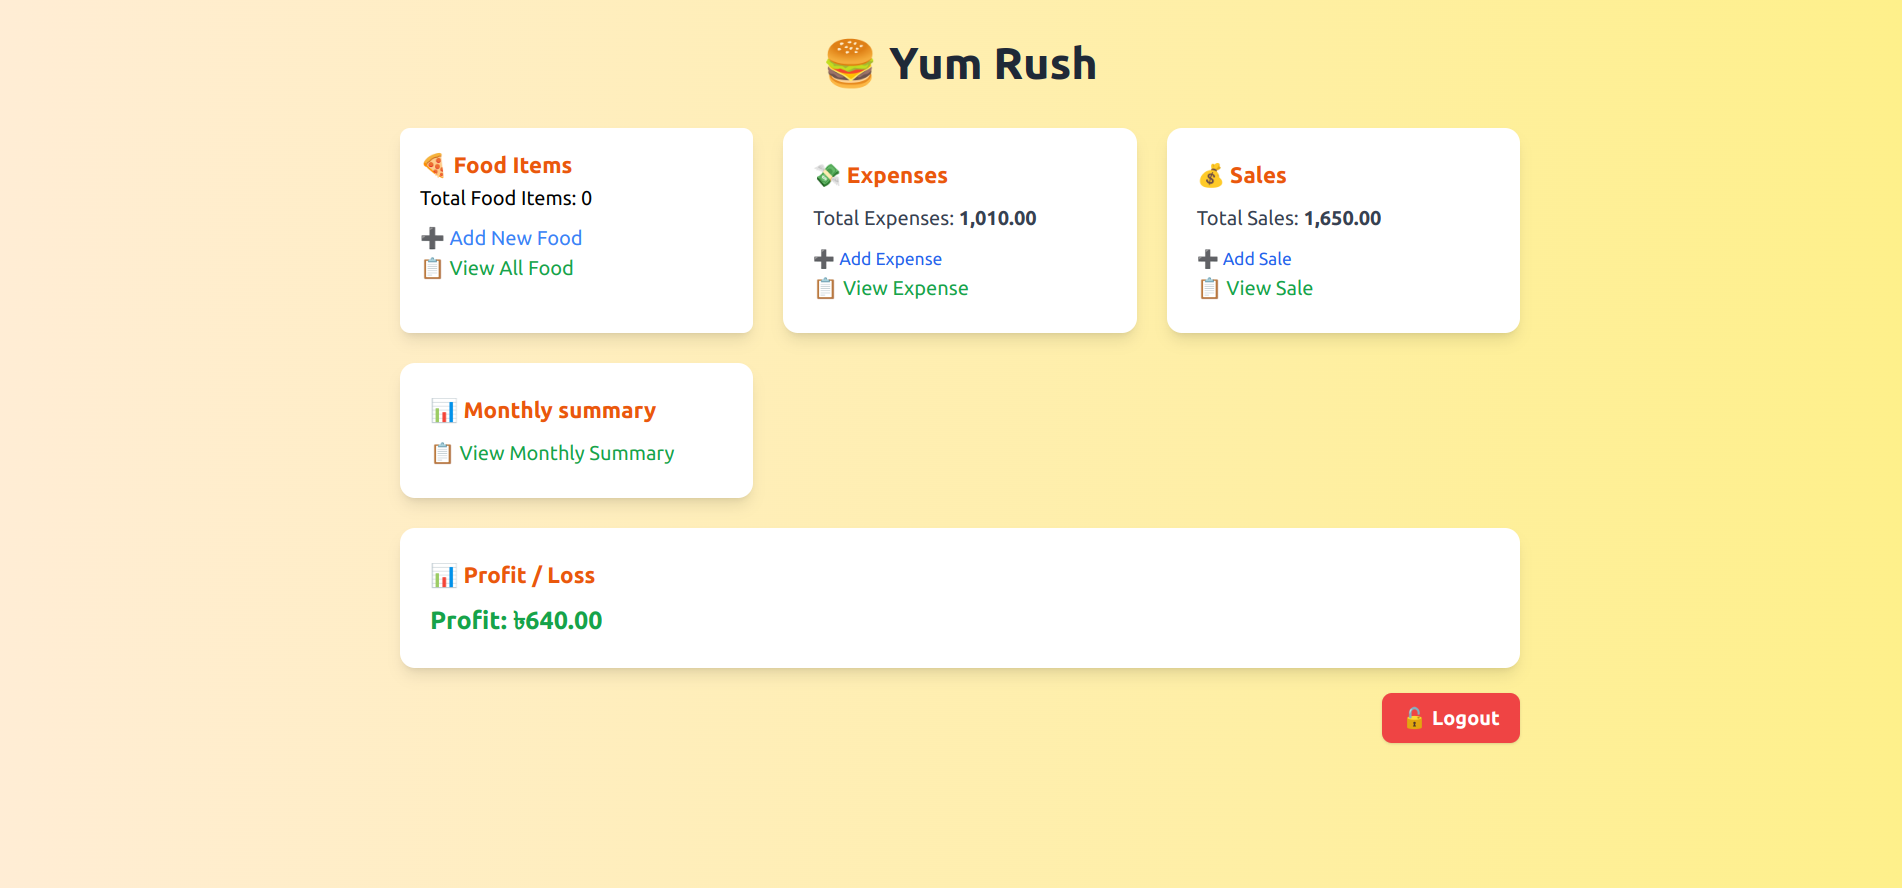 🍔 Yum Rush
🍕 Food Items
Total Food Items: 0
➕ Add New Food
📋 View All Food
💸 Expenses
Total Expenses: 1,010.00
➕ Add Expense
📋 View Expense
💰 Sales
Total Sales: 1,650.00
➕ Add Sale
📋 View Sale
📊 Monthly summary
📋 View Monthly Summary
📊 Profit / Loss
Profit: ৳640.00
🔓 Logout